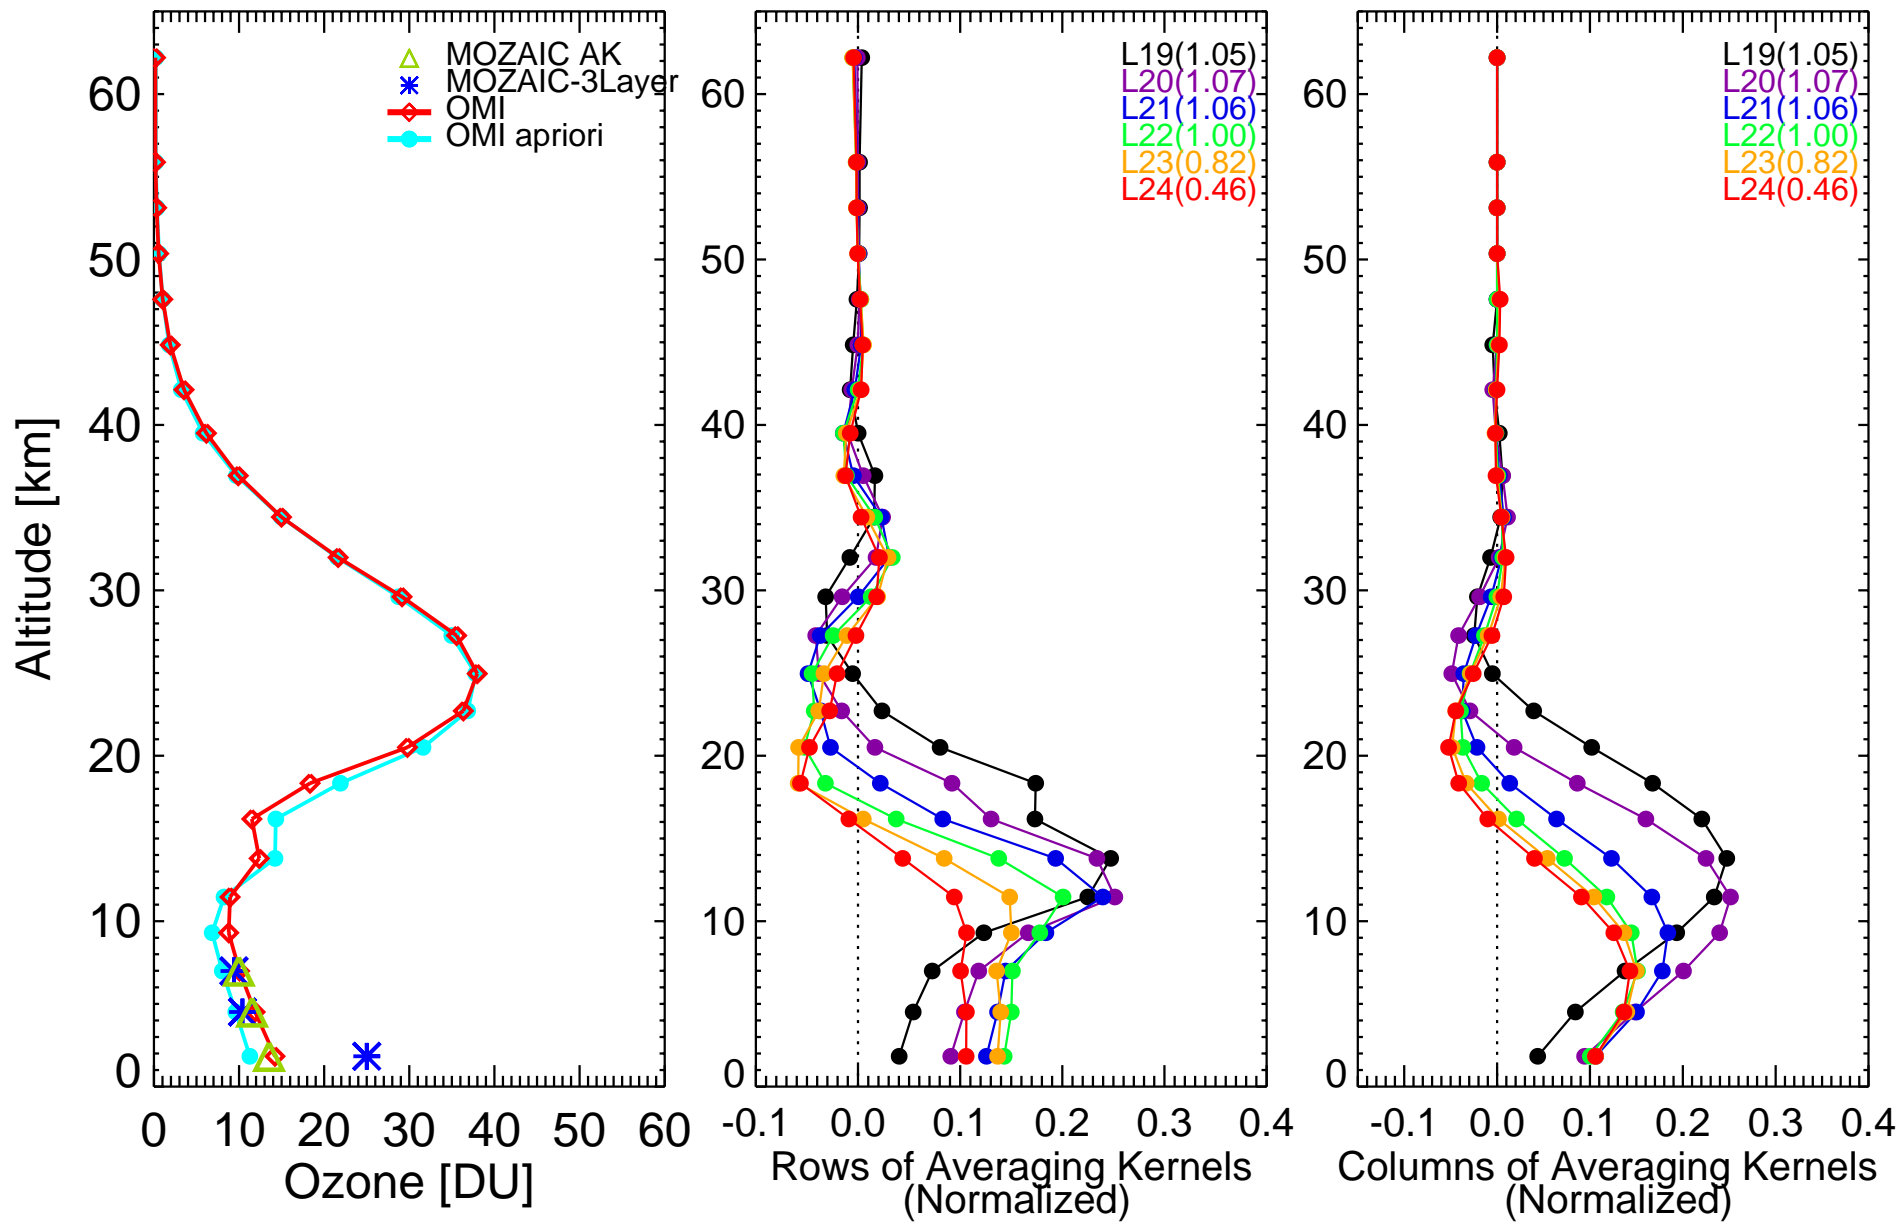 MOZAIC AK
MOZAIC-3Layer
OMI
OMI apriori
60
50
40
30
20
10
0
Altitude [km]
0 10 20 30 40 50 60
Ozone [DU]
L19(1.05)
L20(1.07)
L21(1.06)
L22(1.00)
L23(0.82)
L24(0.46)
60
50
40
30
20
10
0
-0.1 0.0 0.1 0.2 0.3 0.4
Rows of Averaging Kernels
(Normalized)
L19(1.05)
L20(1.07)
L21(1.06)
L22(1.00)
L23(0.82)
L24(0.46)
60
50
40
30
20
10
0
-0.1 0.0 0.1 0.2 0.3 0.4
Columns of Averaging Kernels
(Normalized)